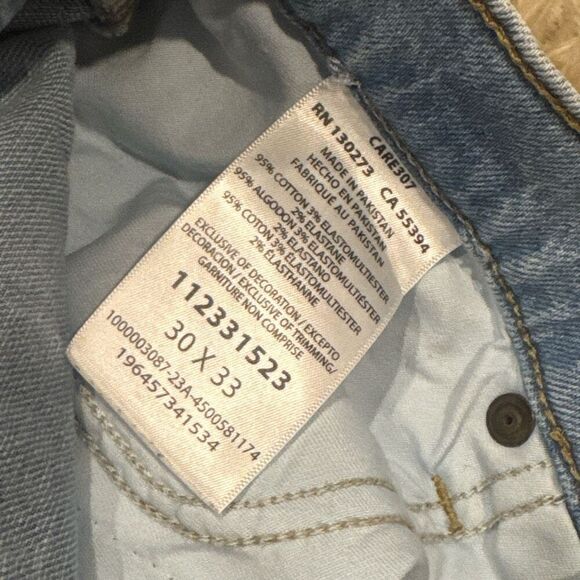 CARE307
RN 130273 CA 55394
MADE IN PAKISTAN
HECHO EN PAKISTAN
FABRIQUE AU PAKISTAN
95% COTTON 3% ELASTOMULTIESTER
2% ELASTANE
95% ALGODON 3% ELASTOMULTIESTER
2% ELASTANO
95% COTON 3% ELASTOMULTIÉSTER
2% ELASTHANNE
EXCLUSIVE OF DECORATION / EXCEPTO
DECORACION / EXCLUSIVE OF TRIMMING/
GARNITURE NON COMPRISE
112331523
30 X 33
1000003087-23A-4500581174
196457341534